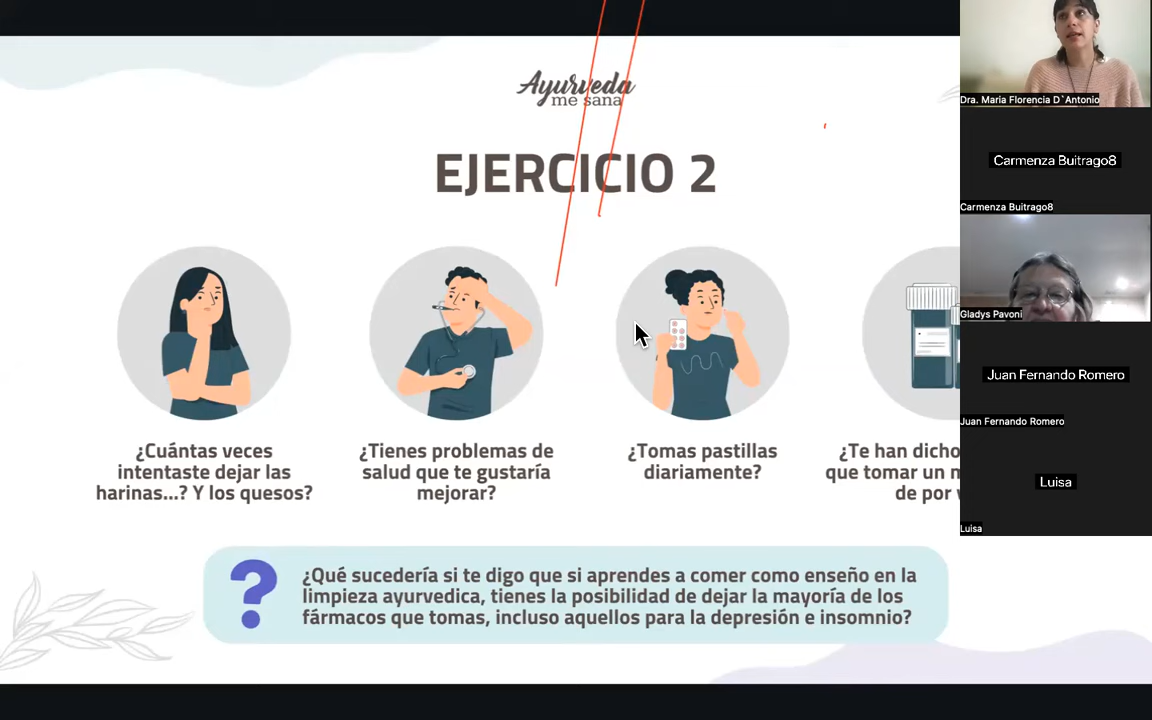 Ayurveda
me sana
EJERCICIO 2
¿Cuántas veces
intentaste dejar las
harinas...? Y los quesos?
¿Tienes problemas de
salud que te gustaría
mejorar?
¿Tomas pastillas
diariamente?
¿Te han dicho
que tomar un
de por
¿Qué sucedería si te digo que si aprendes a comer como enseño en la
limpieza ayurvedica, tienes la posibilidad de dejar la mayoría de los
fármacos que tomas, incluso aquellos para la depresión e insomnio?
Dra. Maria Florencia D`Antonio
Carmenza Buitrago8
Carmenza Buitrago8
Gladys Pavoni
Juan Fernando Romero
Juan Fernando Romero
Luisa
Luisa